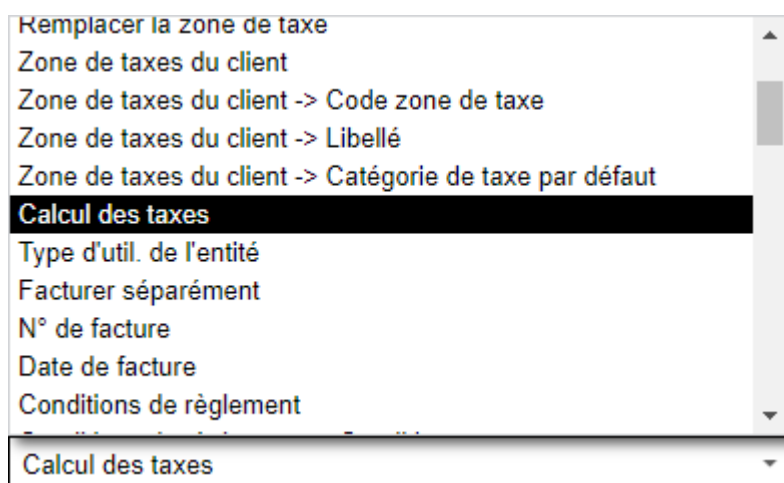 Remplacer la zone de taxe
Zone de taxes du client
Zone de taxes du client -> Code zone de taxe
Zone de taxes du client -> Libellé
Zone de taxes du client -> Catégorie de taxe par défaut
Calcul des taxes
Type d'util. de l'entité
Facturer séparément
N° de facture
Date de facture
Conditions de règlement
Calcul des taxes